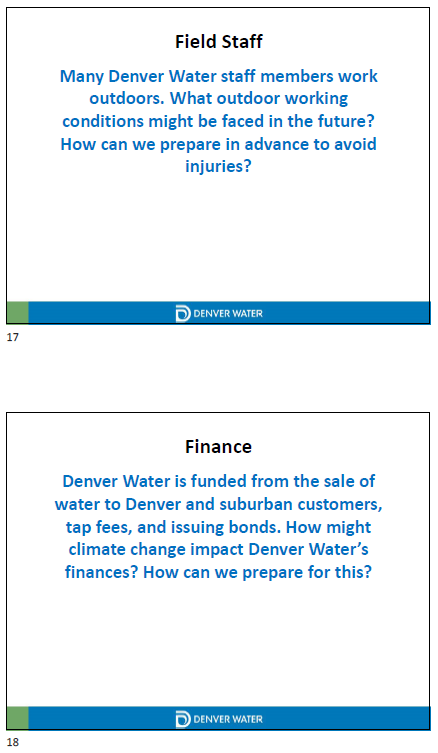 Field Staff
Many Denver Water staff members work
outdoors. What outdoor working
conditions might be faced in the future?
How can we prepare in advance to avoid
injuries?
DENVER WATER
17
Finance
Denver Water is funded from the sale of
water to Denver and suburban customers,
tap fees, and issuing bonds. How might
climate change impact Denver Water’s
finances? How can we prepare for this?
DENVER WATER
18